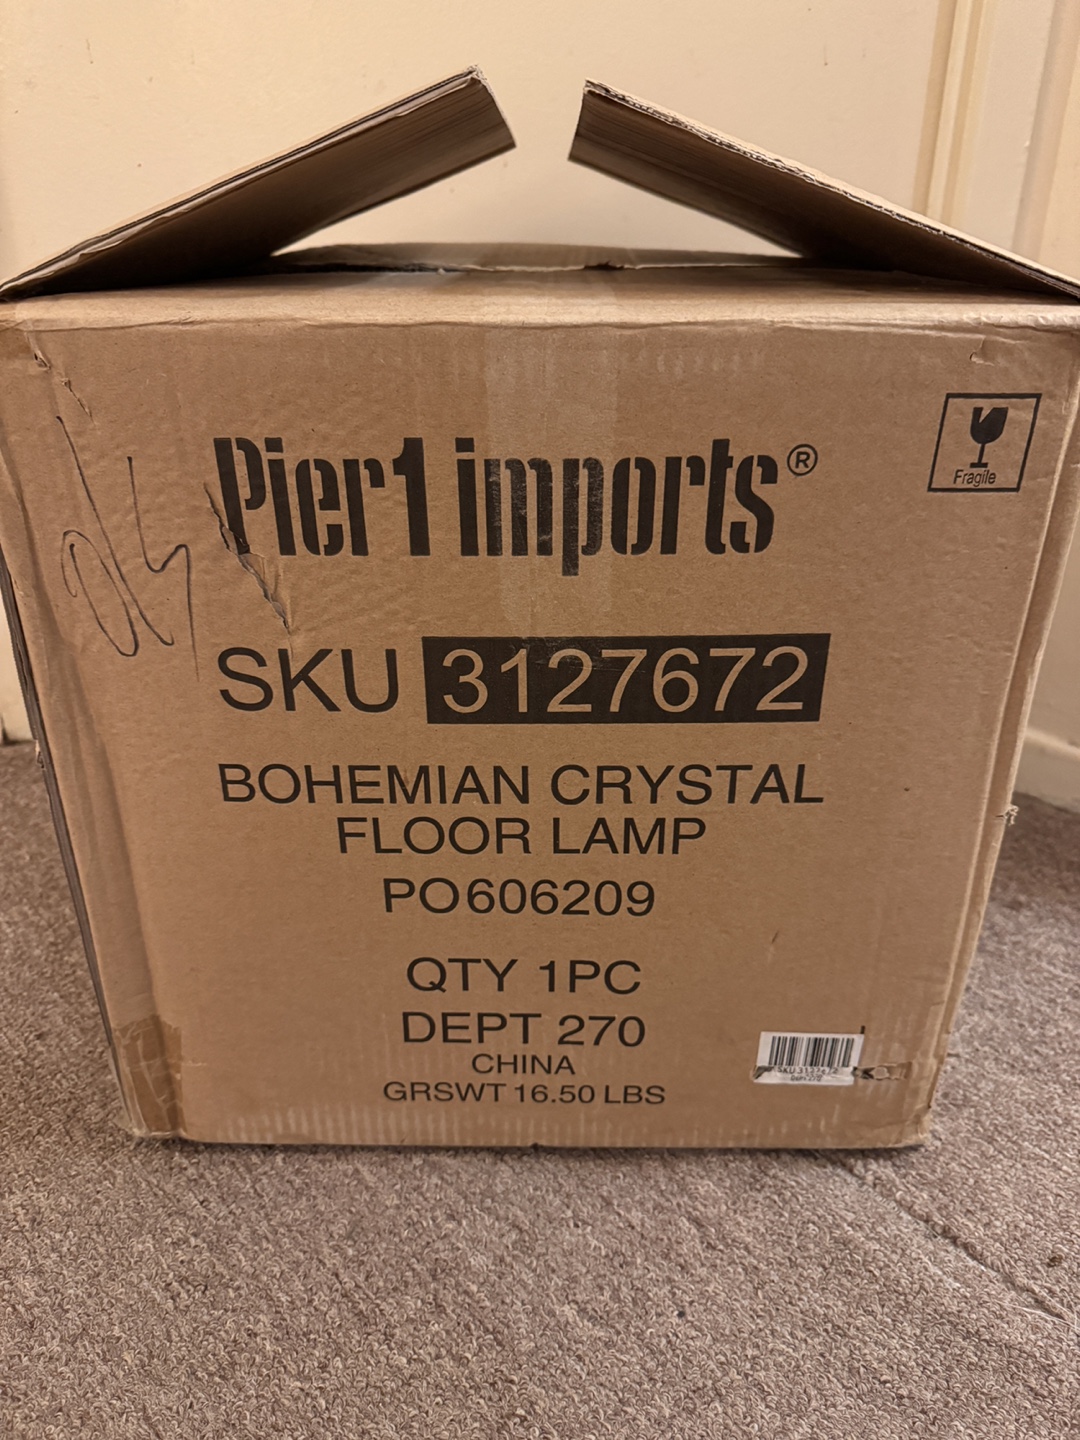 Pier1 imports®
Fragile
SKU 3127672
BOHEMIAN CRYSTAL
FLOOR LAMP
PO606209
QTY 1PC
DEPT 270
CHINA
GRSWT 16.50 LBS
SKU3127672